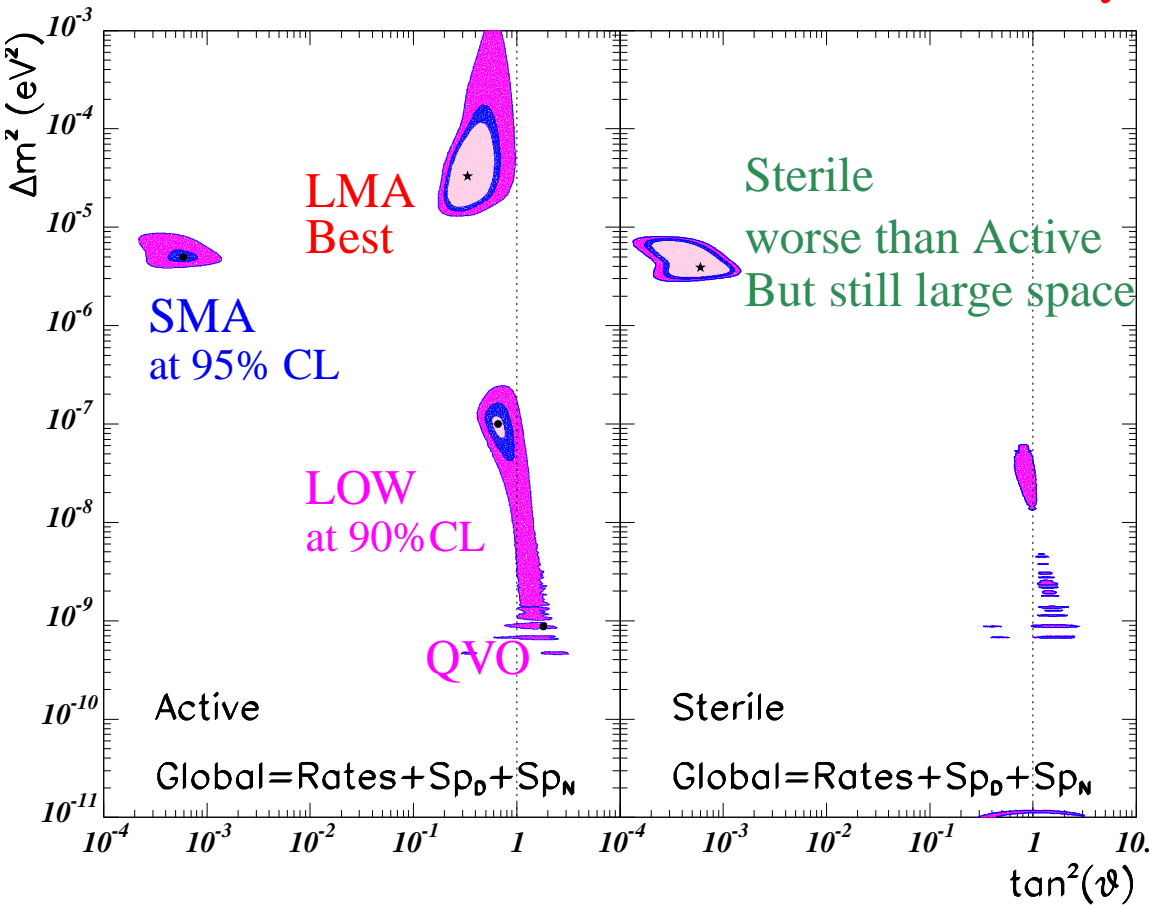 Δm² (eV²)
10⁻³
10⁻⁴
10⁻⁵
10⁻⁶
10⁻⁷
10⁻⁸
10⁻⁹
10⁻¹⁰
10⁻¹¹
LMA
Best
SMA
at 95% CL
LOW
at 90%CL
QVO
Active
Global=Rates+Sp_D+Sp_N
Sterile
worse than Active
But still large space
Sterile
Global=Rates+Sp_D+Sp_N
10⁻⁴ 10⁻³ 10⁻² 10⁻¹ 1 10⁻⁴ 10⁻³ 10⁻² 10⁻¹ 1 10.
tan²(ϑ)